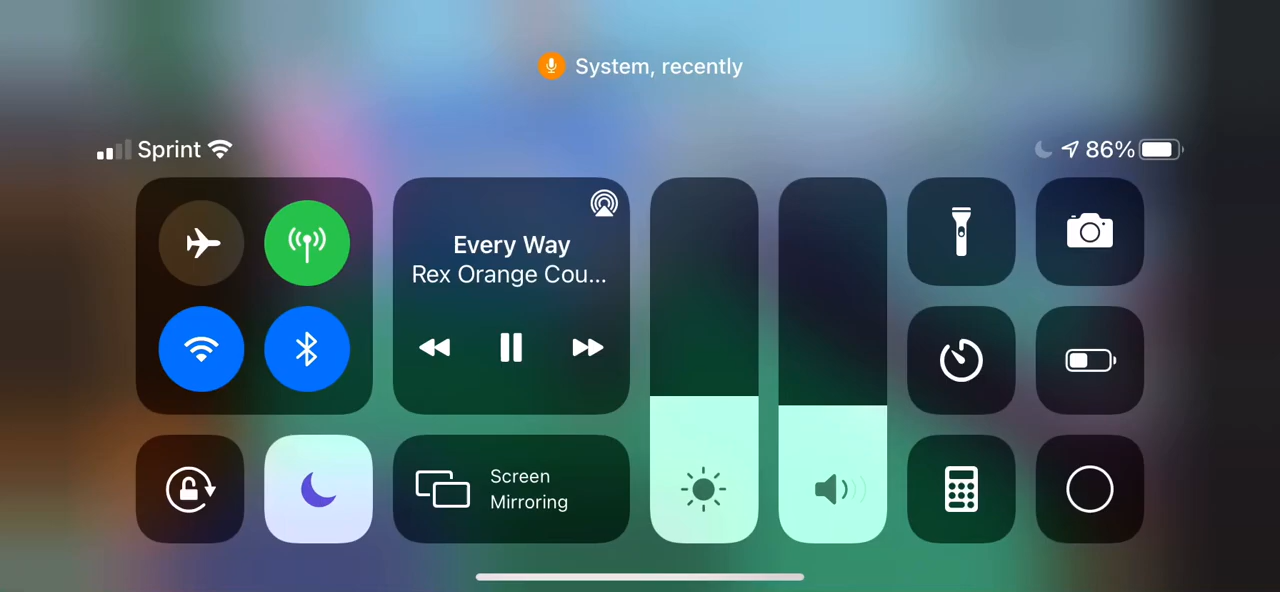 System, recently
Sprint
86%
Every Way
Rex Orange Cou...
Screen
Mirroring